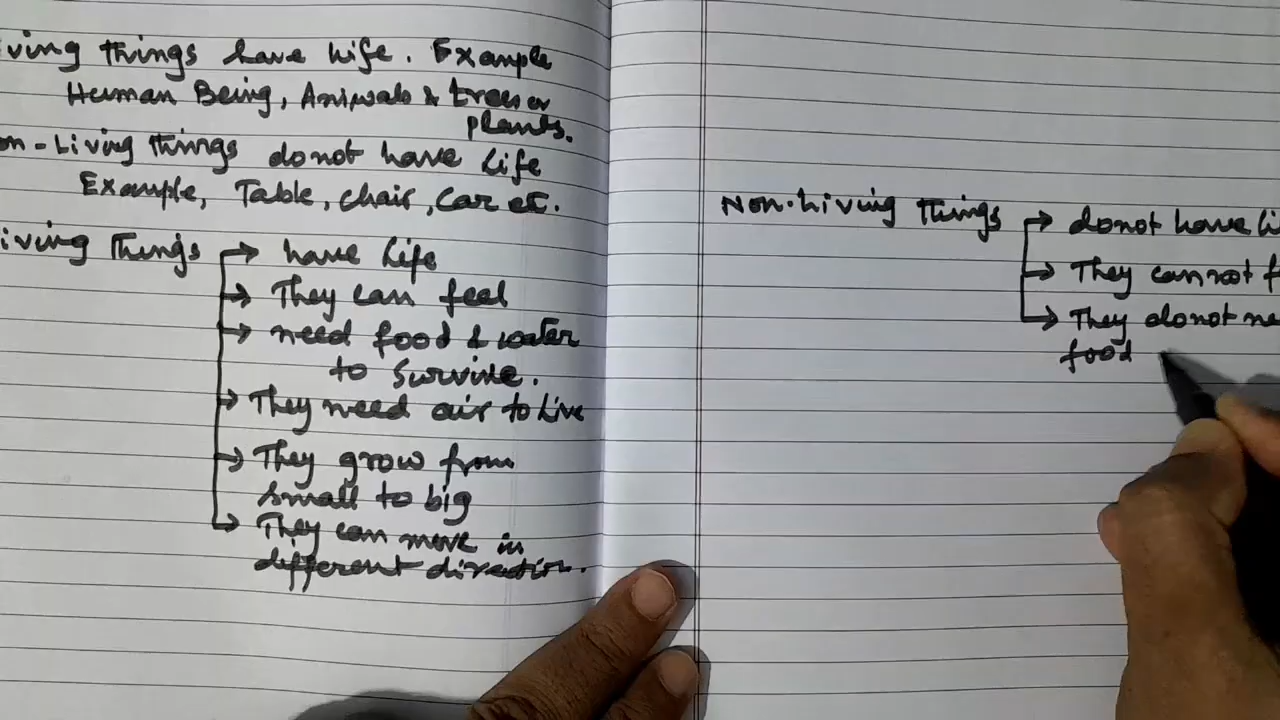 iving things have life. Example
Human Being, Animals & trees or
plants.
on-Living things donot have life
Example, Table, chair, Car etc.
iving things → have life
→ They can feel
→ need food & water
to survive.
→ They need air to live
→ They grow from
small to big
→ They can move in
different direction.
Non-living things → donot have li
→ They cannot f
→ They donot ne
food